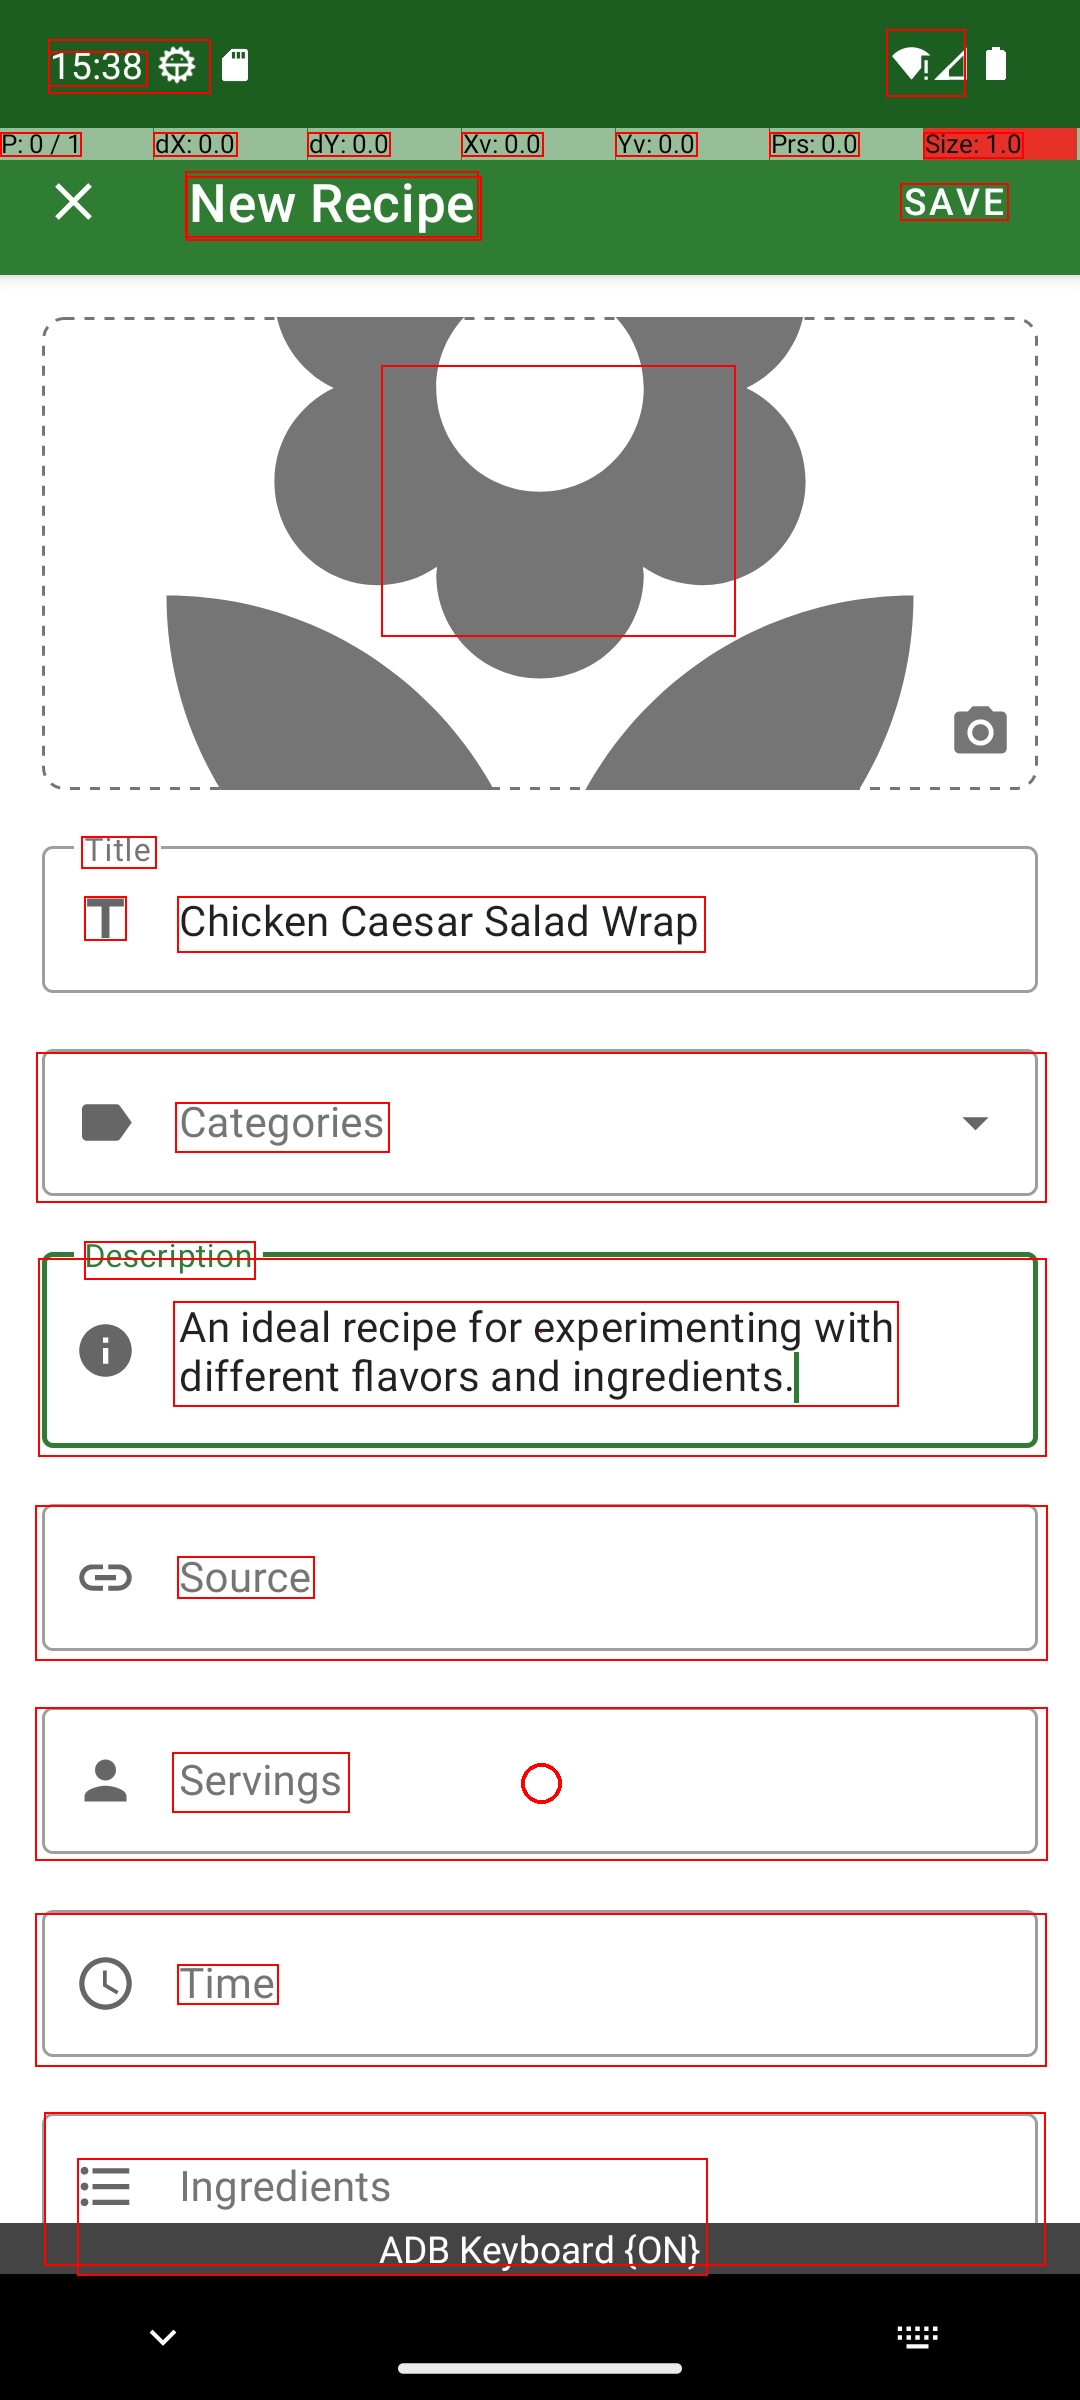 15:38
P: 0 / 1 dX: 0.0 dY: 0.0 Xv: 0.0 Yv: 0.0 Prs: 0.0 Size: 1.0
New Recipe SAVE
Title
Chicken Caesar Salad Wrap
Categories
Description
An ideal recipe for experimenting with
different flavors and ingredients.
Source
Servings
Time
Ingredients
ADB Keyboard {ON}